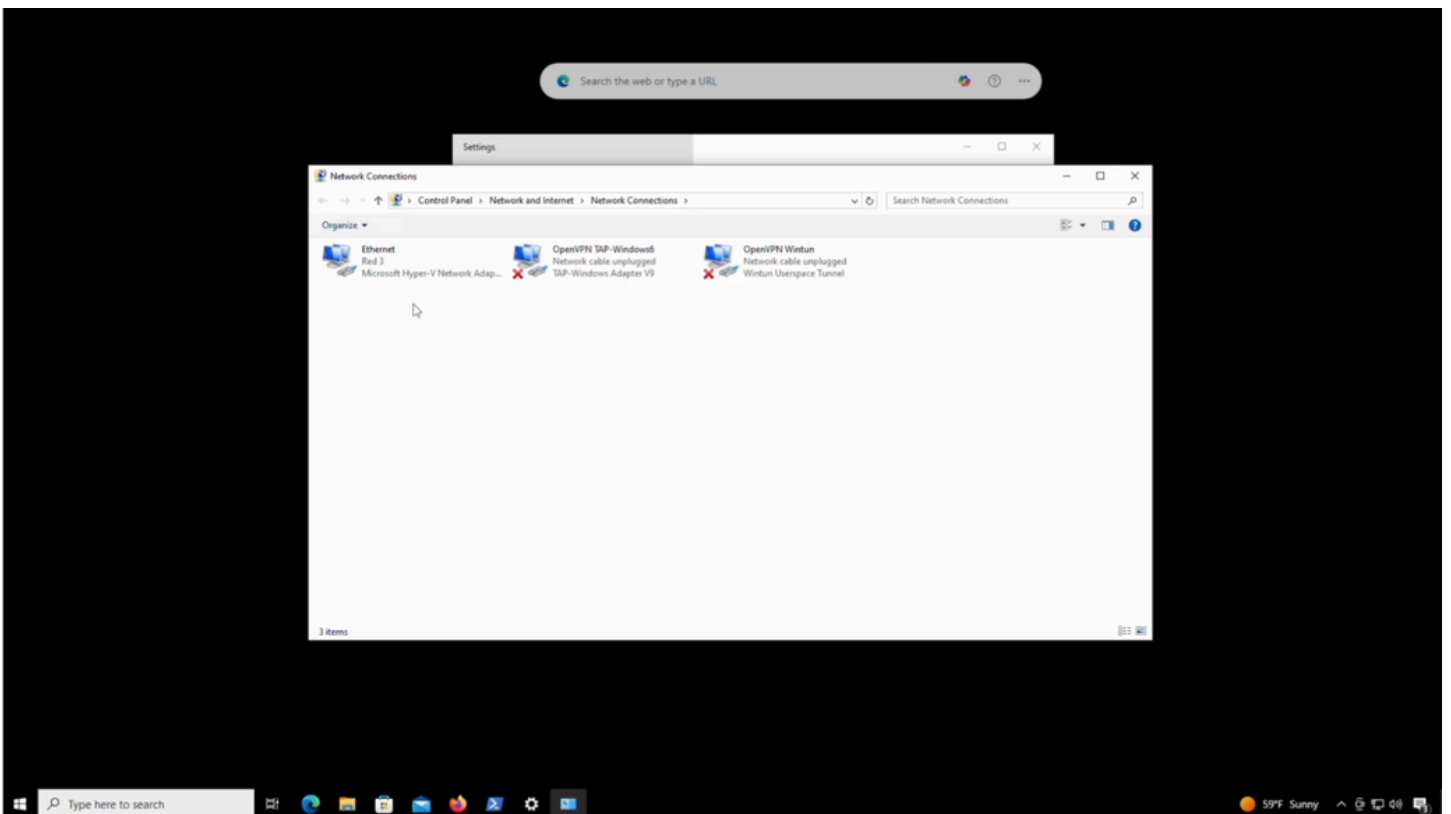 Search the web or type a URL
Settings
Network Connections
Control Panel › Network and Internet › Network Connections ›
Search Network Connections
Organize
Ethernet
Red 3
Microsoft Hyper-V Network Adap...
OpenVPN TAP-Windows6
Network cable unplugged
TAP-Windows Adapter V9
OpenVPN Wintun
Network cable unplugged
Wintun Userspace Tunnel
3 items
Type here to search
59°F Sunny
3